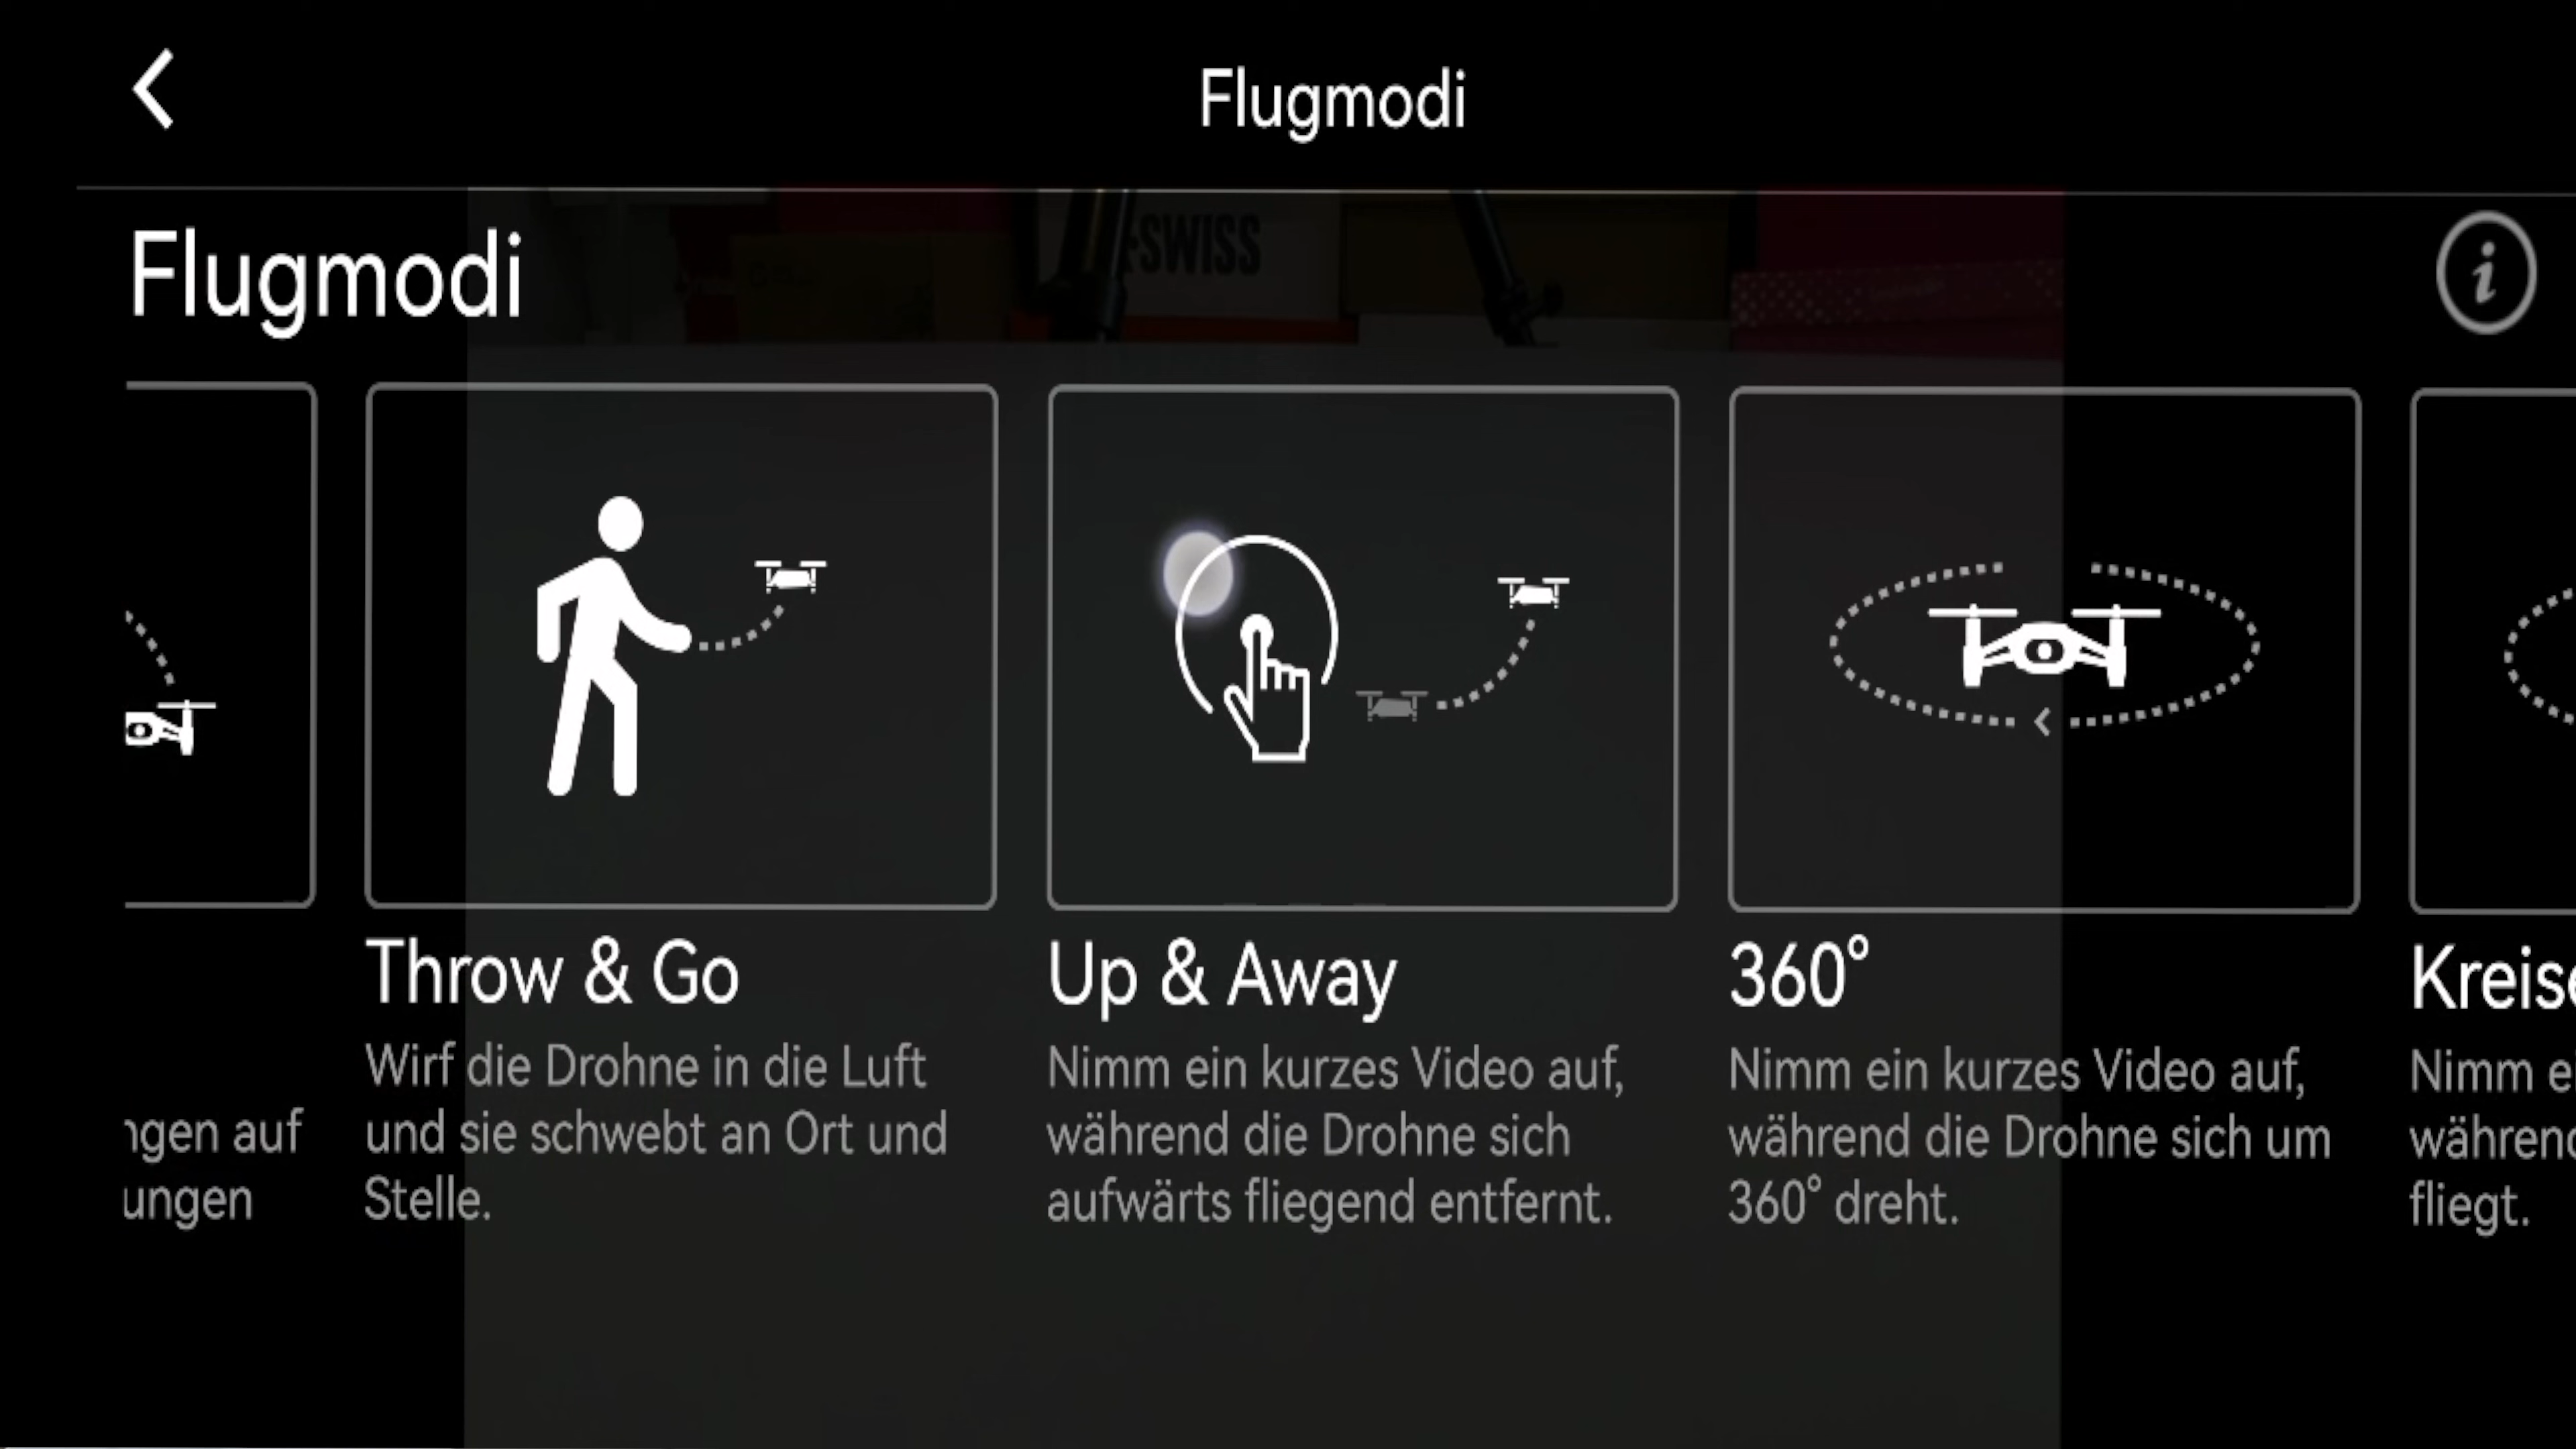 Flugmodi
Flugmodi
SWISS
Throw & Go
Up & Away
360°
Wirf die Drohne in die Luft
und sie schwebt an Ort und
Stelle.
Nimm ein kurzes Video auf,
während die Drohne sich
aufwärts fliegend entfernt.
Nimm ein kurzes Video auf,
während die Drohne sich um
360° dreht.
auf
Nimm
fliegt.